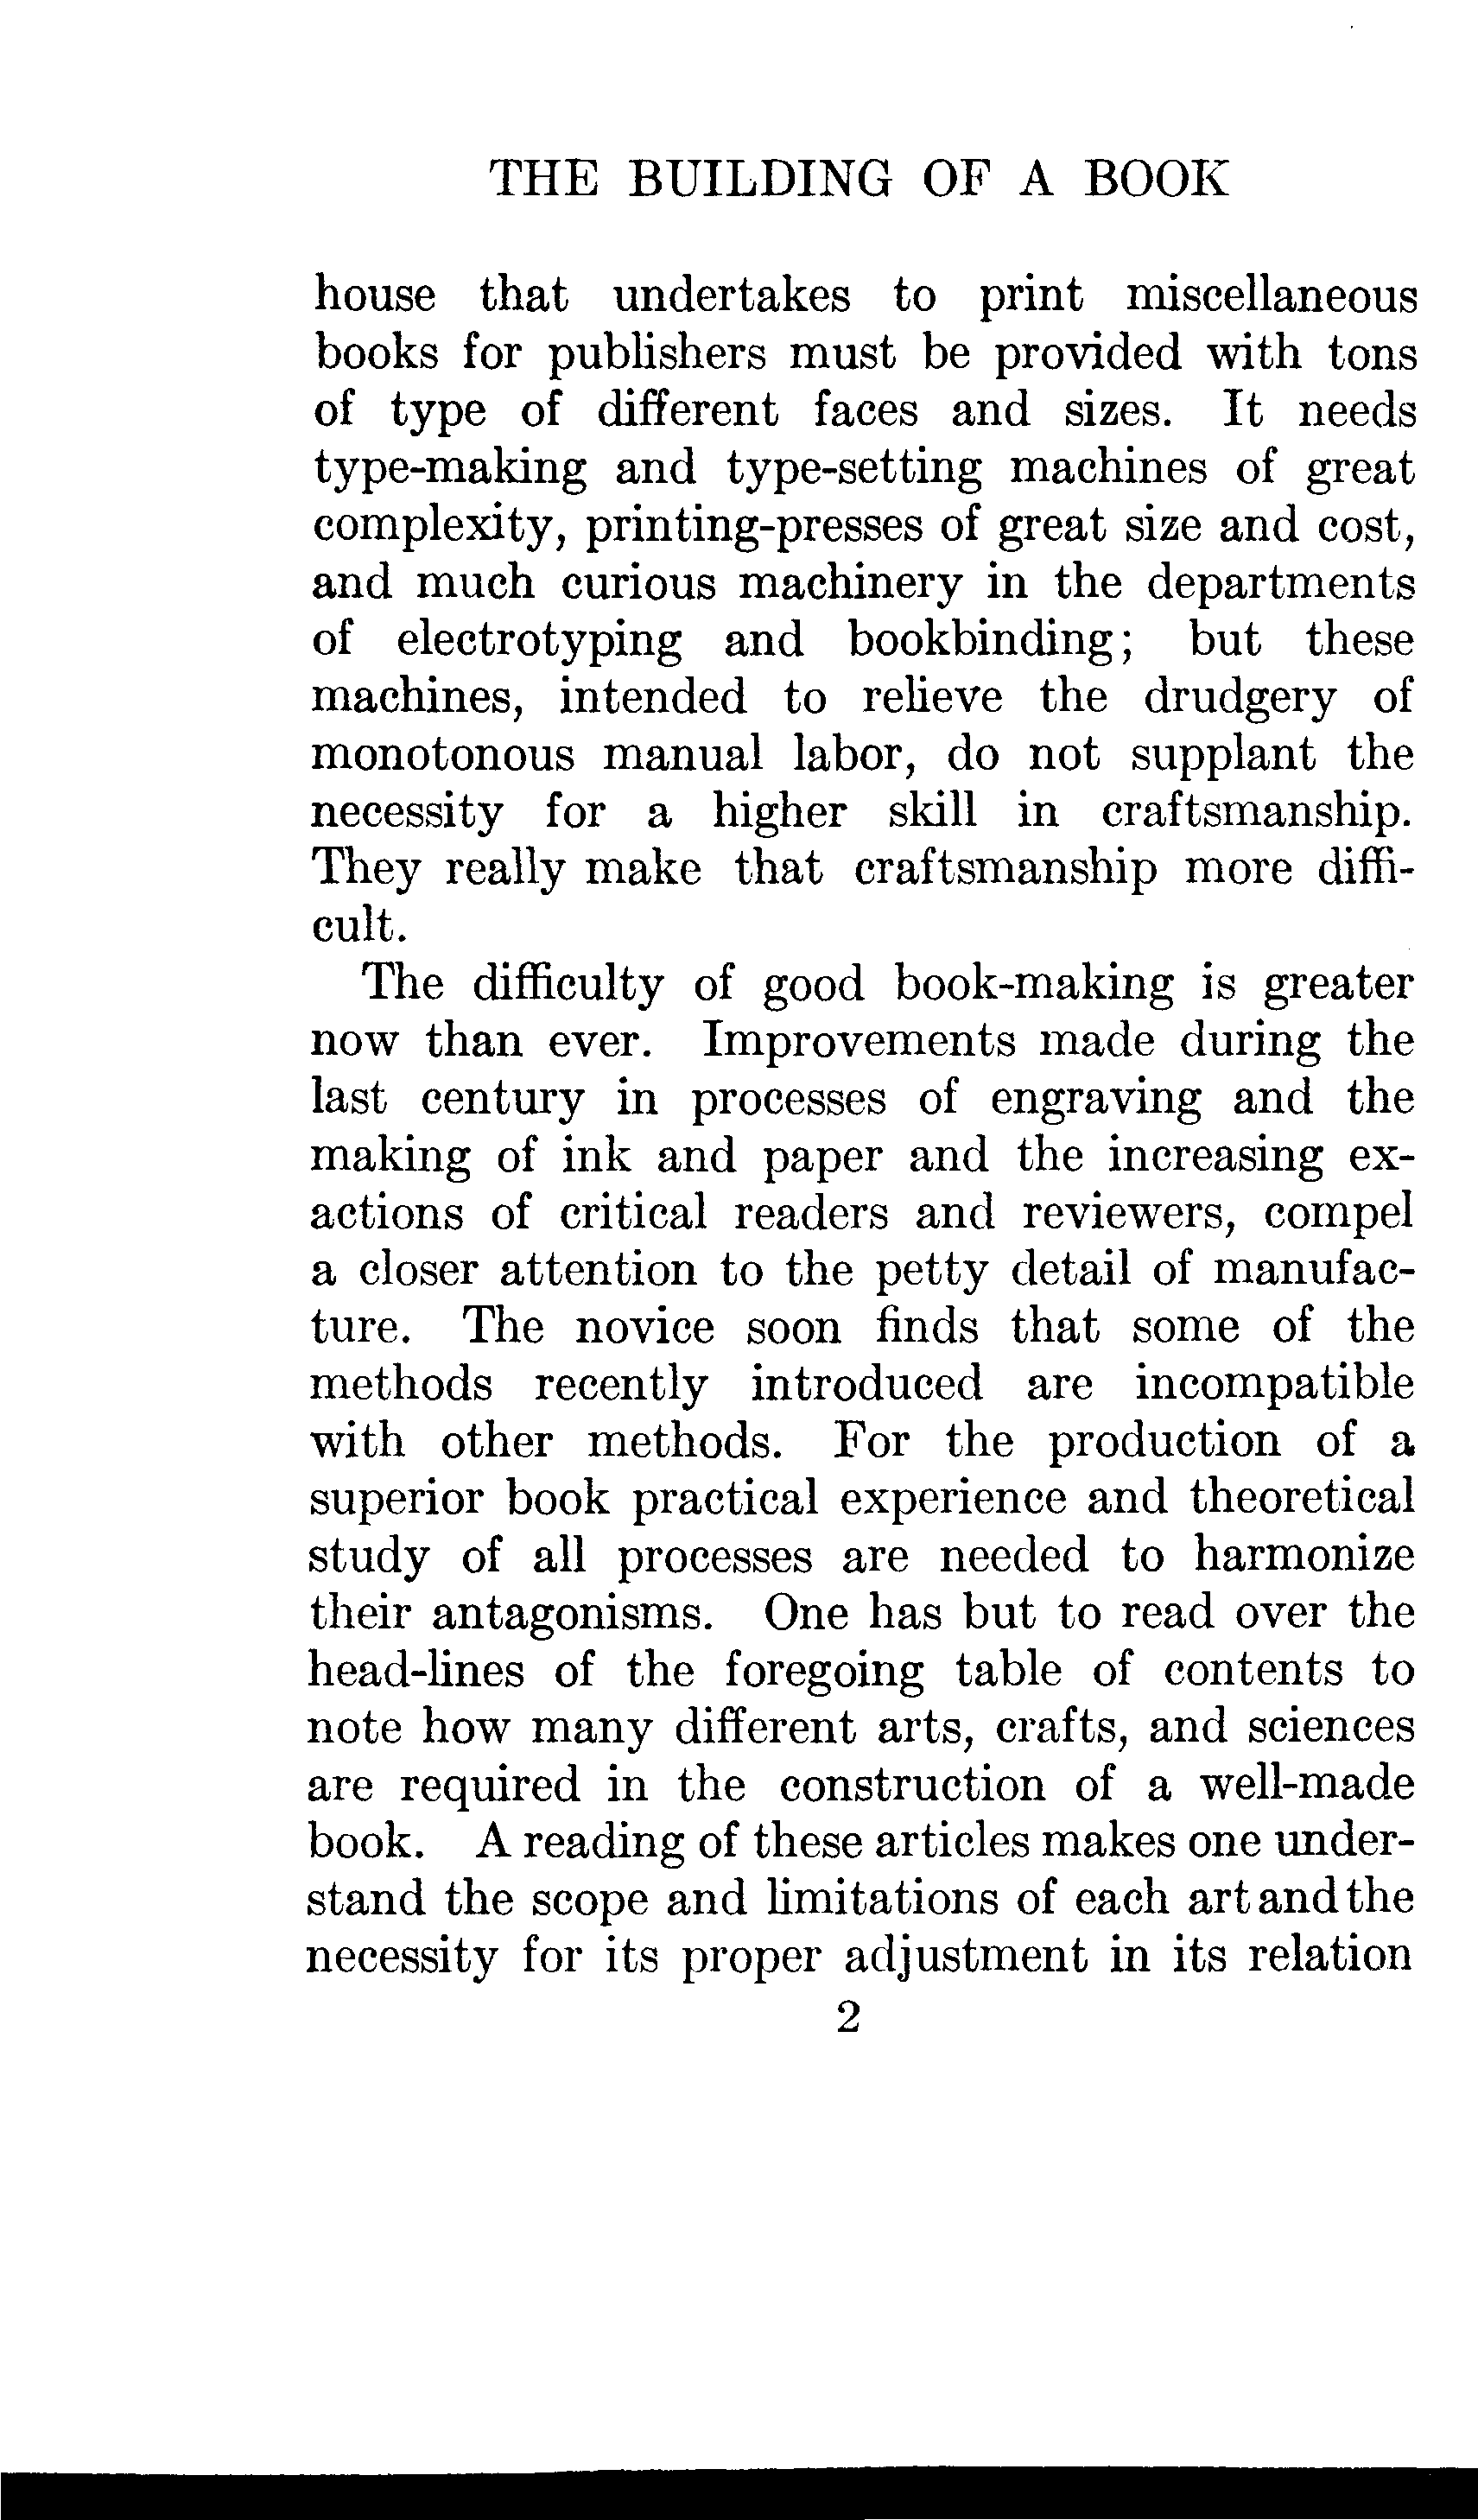 THE BUILDING OF A BOOK
house that undertakes to print miscellaneous
books for publishers must be provided with tons
of type of different faces and sizes. It needs
type-making and type-setting machines of great
complexity, printing-presses of great size and cost,
and much curious machinery in the departments
of electrotyping and bookbinding; but these
machines, intended to relieve the drudgery of
monotonous manual labor, do not supplant the
necessity for a higher skill in craftsmanship.
They really make that craftsmanship more diffi-
cult.
The difficulty of good book-making is greater
now than ever. Improvements made during the
last century in processes of engraving and the
making of ink and paper and the increasing ex-
actions of critical readers and reviewers, compel
a closer attention to the petty detail of manufac-
ture. The novice soon finds that some of the
methods recently introduced are incompatible
with other methods. For the production of a
superior book practical experience and theoretical
study of all processes are needed to harmonize
their antagonisms. One has but to read over the
head-lines of the foregoing table of contents to
note how many different arts, crafts, and sciences
are required in the construction of a well-made
book. A reading of these articles makes one under-
stand the scope and limitations of each art and the
necessity for its proper adjustment in its relation
2